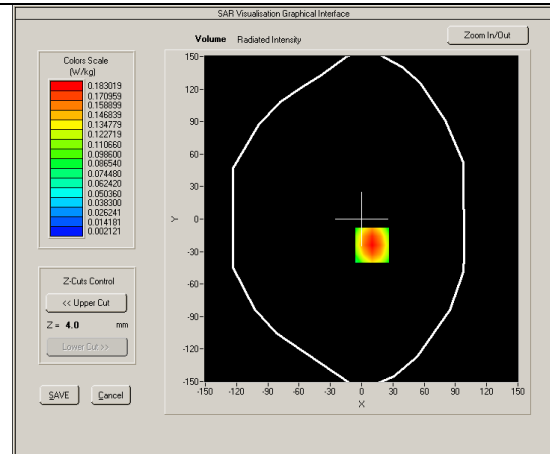 SAR Visualisation Graphical Interface
Volume Radiated Intensity
Zoom In/Out
Colors Scale
(W/kg)
0.183019
0.170959
0.158899
0.146839
0.134779
0.122719
0.110660
0.098600
0.086540
0.074480
0.062420
0.050360
0.038300
0.026241
0.014181
0.002121
Z-Cuts Control
<< Upper Cut
Z = 4.0 mm
Lower Cut >>
SAVE
Cancel
150
120
90
60
30
0
-30
-60
-90
-120
-150
Y
-150 -120 -90 -60 -30 0 30 60 90 120 150
X